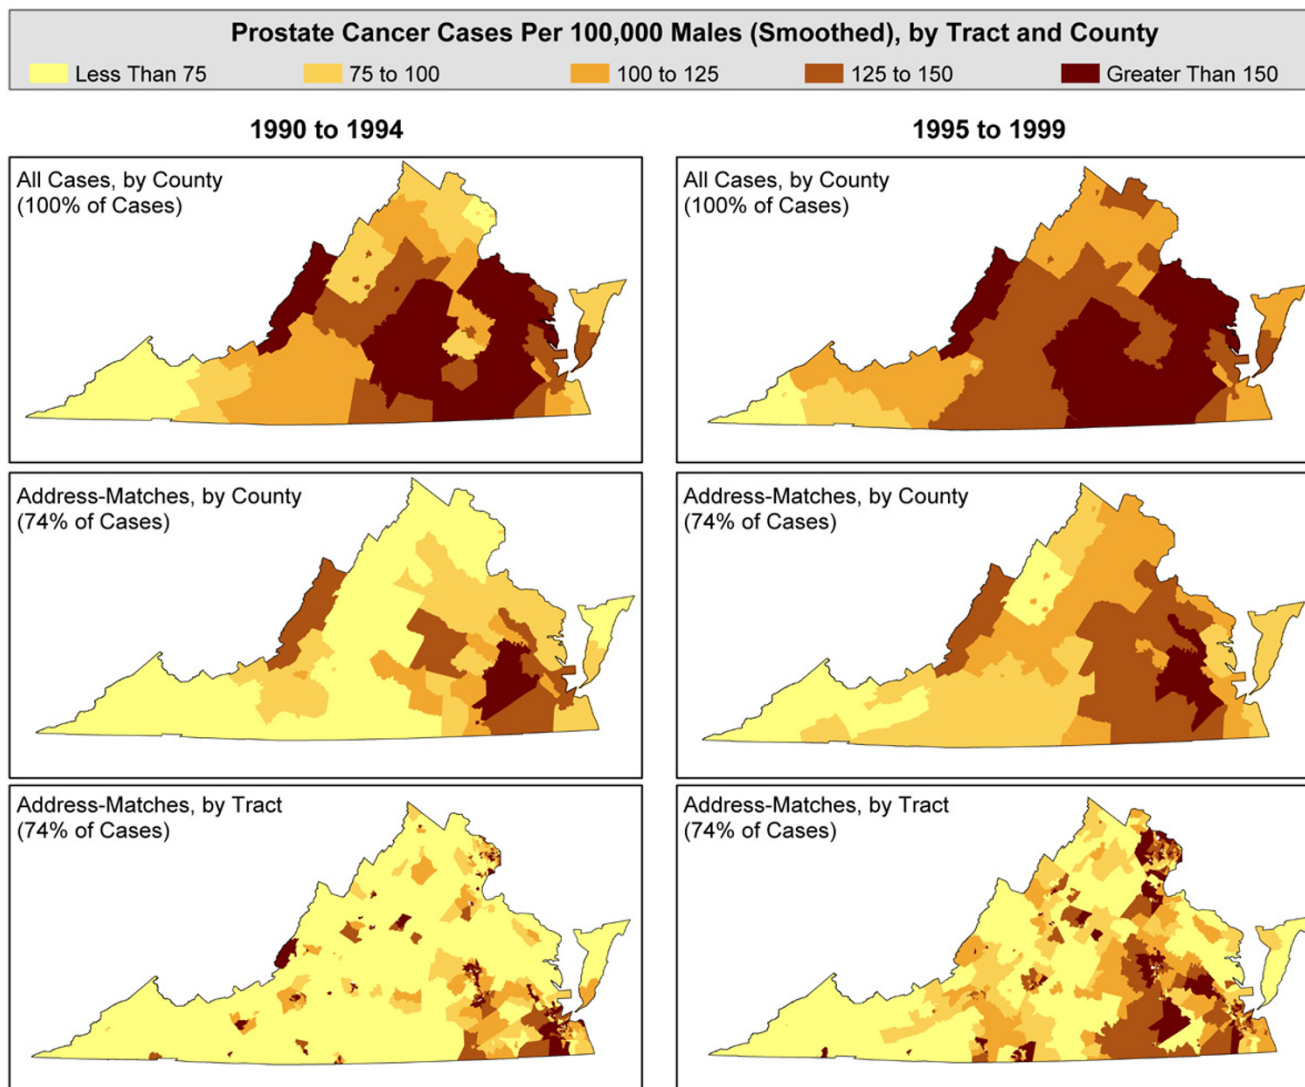 Prostate Cancer Cases Per 100,000 Males (Smoothed), by Tract and County
Less Than 75 75 to 100 100 to 125 125 to 150 Greater Than 150
1990 to 1994 1995 to 1999
All Cases, by County
(100% of Cases)
All Cases, by County
(100% of Cases)
Address-Matches, by County
(74% of Cases)
Address-Matches, by County
(74% of Cases)
Address-Matches, by Tract
(74% of Cases)
Address-Matches, by Tract
(74% of Cases)